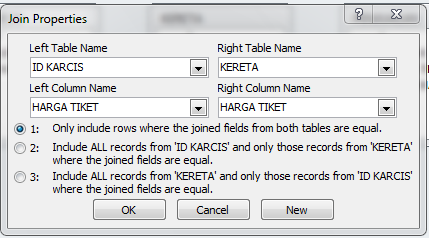 Join Properties
Left Table Name Right Table Name
ID KARCIS KERETA
Left Column Name Right Column Name
HARGA TIKET HARGA TIKET
1: Only include rows where the joined fields from both tables are equal.
2: Include ALL records from 'ID KARCIS' and only those records from 'KERETA'
where the joined fields are equal.
3: Include ALL records from 'KERETA' and only those records from 'ID KARCIS'
where the joined fields are equal.
OK Cancel New